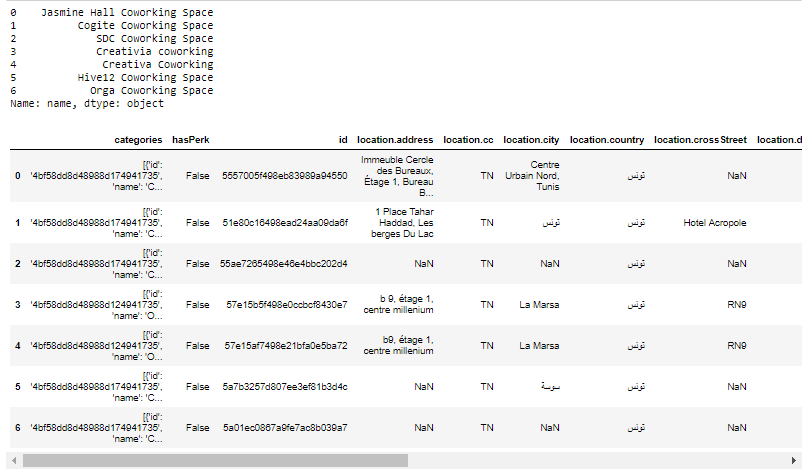 0 Jasmine Hall Coworking Space
1 Cogite Coworking Space
2 SDC Coworking Space
3 Creativia coworking
4 Creativa Coworking
5 Hive12 Coworking Space
6 Orga Coworking Space
Name: name, dtype: object
categories hasPerk id location.address location.cc location.city location.country location.crossStreet location.d
0 [{'id': '4bf58dd8d48988d174941735', 'name': 'C... False 5557005f498eb83989a94550 Immeuble Cercle des Bureaux, Étage 1, Bureau B... TN Centre Urbain Nord, Tunis تونس NaN
1 [{'id': '4bf58dd8d48988d174941735', 'name': 'C... False 51e80c16498ead24aa09da6f 1 Place Tahar Haddad, Les berges Du Lac TN تونس تونس Hotel Acropole
2 [{'id': '4bf58dd8d48988d174941735', 'name': 'C... False 55ae7265498e46e4bbc202d4 NaN TN NaN تونس NaN
3 [{'id': '4bf58dd8d48988d124941735', 'name': 'O... False 57e15b5f498e0ccbcf8430e7 b 9, étage 1, centre millenium TN La Marsa تونس RN9
4 [{'id': '4bf58dd8d48988d124941735', 'name': 'O... False 57e15af7498e21bfa0e5ba72 b9, étage 1, centre millenium TN La Marsa تونس RN9
5 [{'id': '4bf58dd8d48988d174941735', 'name': 'C... False 5a7b3257d807ee3ef81b3d4c NaN TN سوسة تونس NaN
6 [{'id': '4bf58dd8d48988d174941735', 'name': 'C... False 5a01ec0867a9fe7ac8b039a7 NaN TN NaN تونس NaN